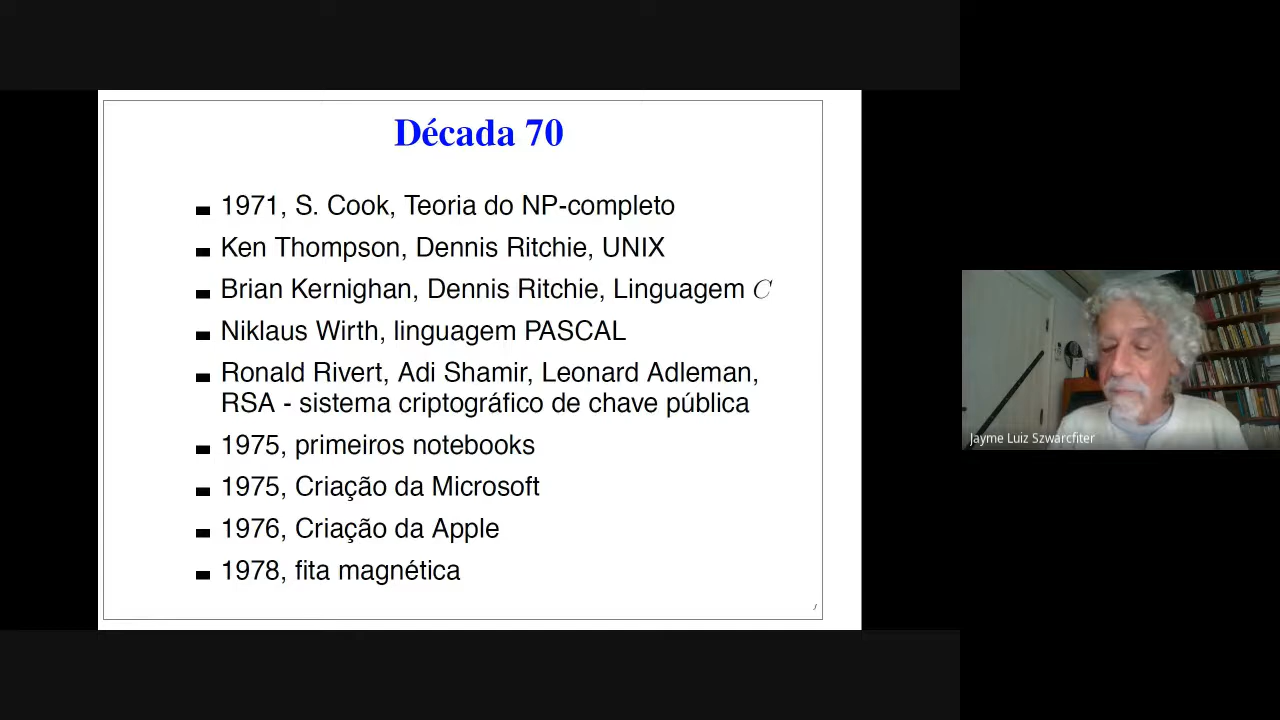 Década 70
1971, S. Cook, Teoria do NP-completo
Ken Thompson, Dennis Ritchie, UNIX
Brian Kernighan, Dennis Ritchie, Linguagem C
Niklaus Wirth, linguagem PASCAL
Ronald Rivert, Adi Shamir, Leonard Adleman,
RSA - sistema criptográfico de chave pública
1975, primeiros notebooks
1975, Criação da Microsoft
1976, Criação da Apple
1978, fita magnética
Jayme Luiz Szwarcfiter